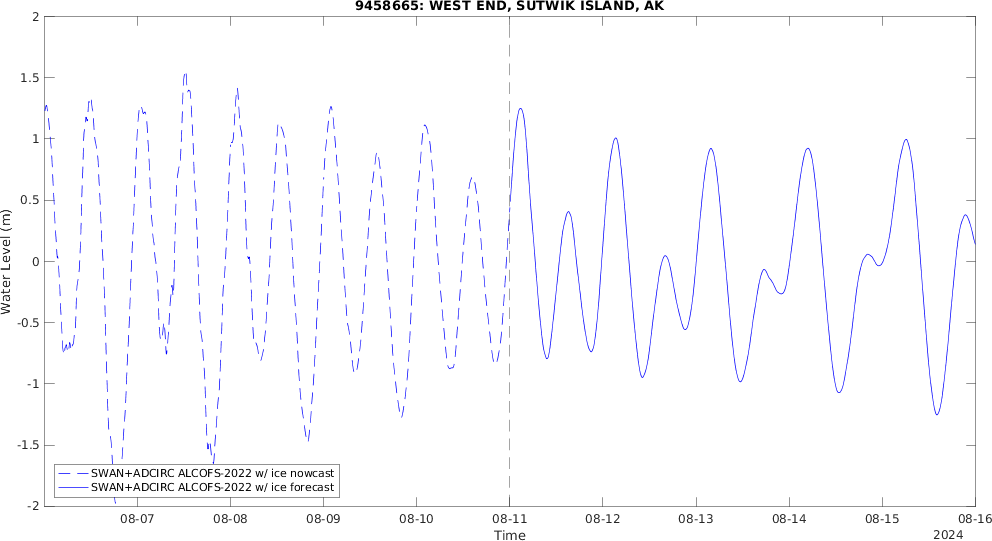 9458665: WEST END, SUTWIK ISLAND, AK
2
1.5
1
0.5
0
-0.5
-1
-1.5
-2
Water Level (m)
SWAN+ADCIRC ALCOFS-2022 w/ ice nowcast
SWAN+ADCIRC ALCOFS-2022 w/ ice forecast
08-07 08-08 08-09 08-10 08-11 08-12 08-13 08-14 08-15 08-16
Time
2024